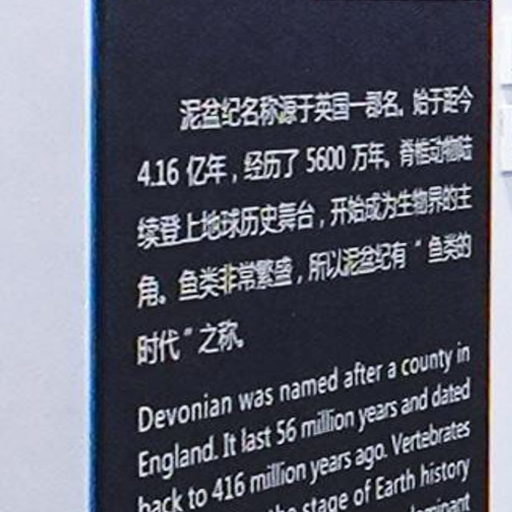 泥盆纪名称源于英国一郡名。始于距今
4.16 亿年，经历了 5600 万年。脊椎动物陆
续登上地球历史舞台，开始成为生物界的主
角。鱼类非常繁盛，所以泥盆纪有“鱼类的
时代”之称。
Devonian was named after a county in
England. It last 56 million years and dated
back to 416 million years ago. Vertebrates
the stage of Earth history
dominant